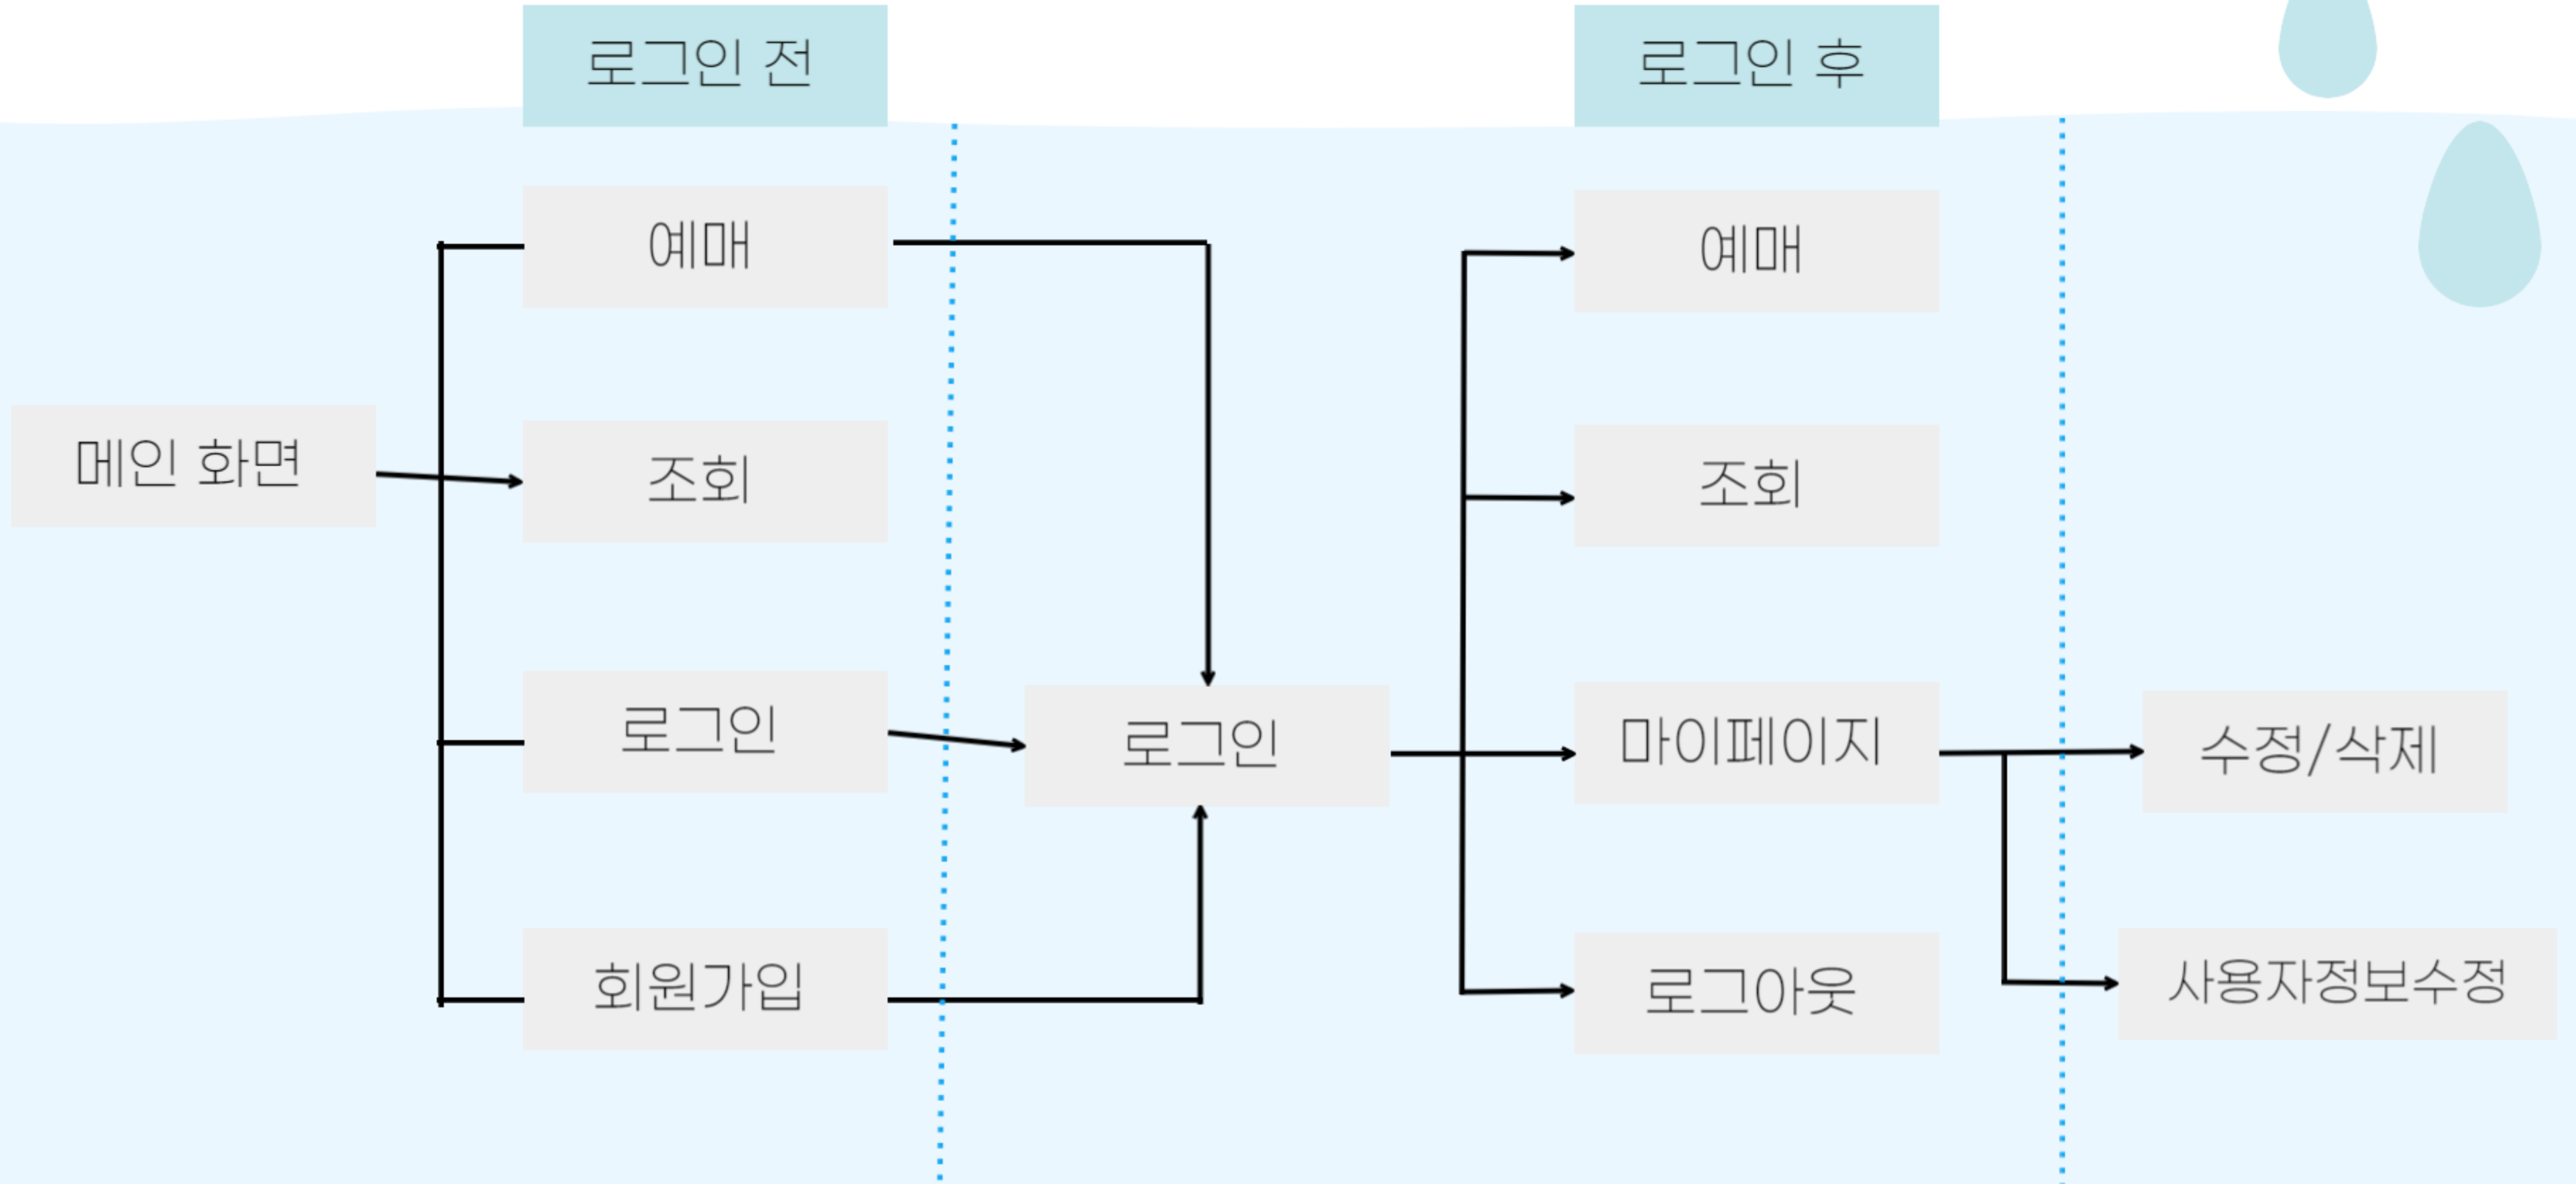 로그인 전
로그인 후
예매
예매
메인 화면
조회
조회
로그인
로그인
마이페이지
수정/삭제
회원가입
로그아웃
사용자정보수정